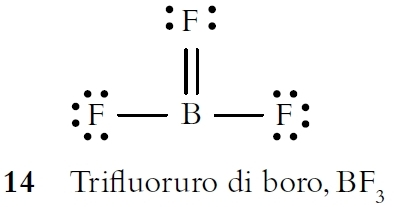 F
F B F
14 Trifluoruro di boro, BF₃